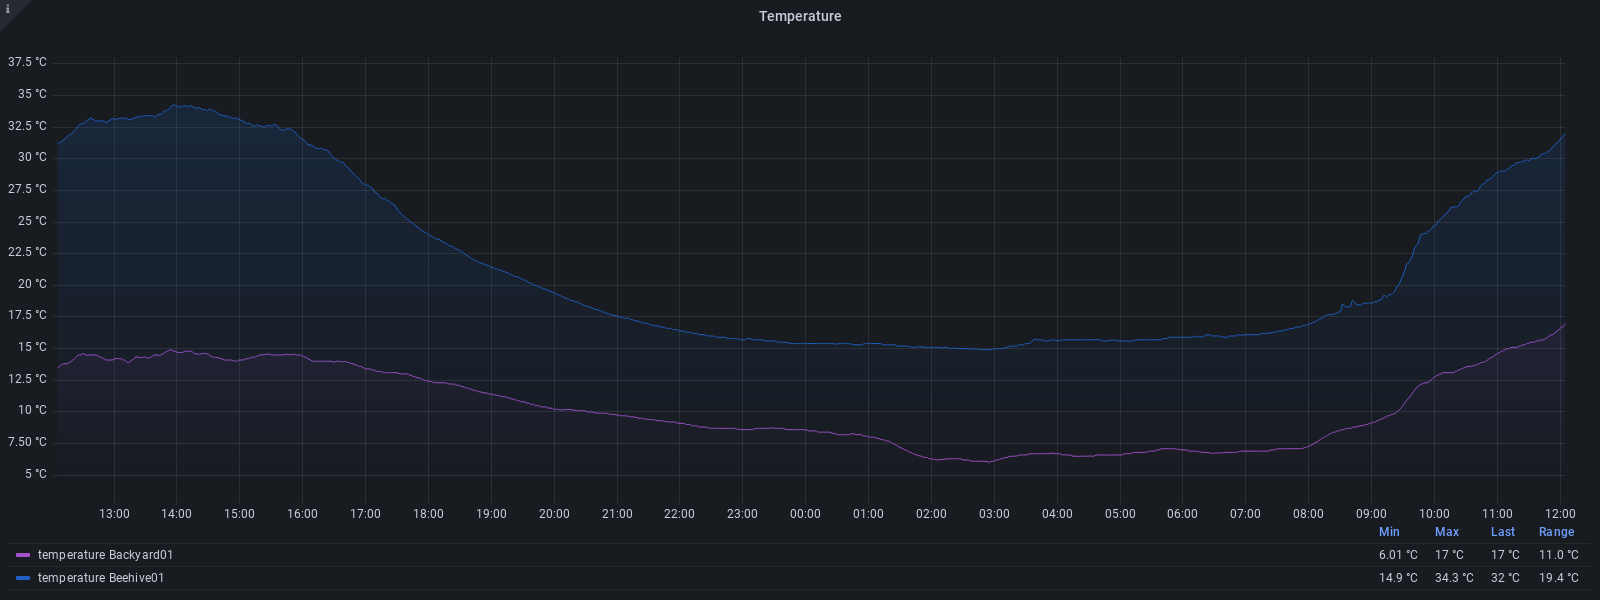 i
Temperature
37.5 °C
35 °C
32.5 °C
30 °C
27.5 °C
25 °C
22.5 °C
20 °C
17.5 °C
15 °C
12.5 °C
10 °C
7.50 °C
5 °C
13:00 14:00 15:00 16:00 17:00 18:00 19:00 20:00 21:00 22:00 23:00 00:00 01:00 02:00 03:00 04:00 05:00 06:00 07:00 08:00 09:00 10:00 11:00 12:00
Min Max Last Range
temperature Backyard01 6.01 °C 17 °C 17 °C 11.0 °C
temperature Beehive01 14.9 °C 34.3 °C 32 °C 19.4 °C